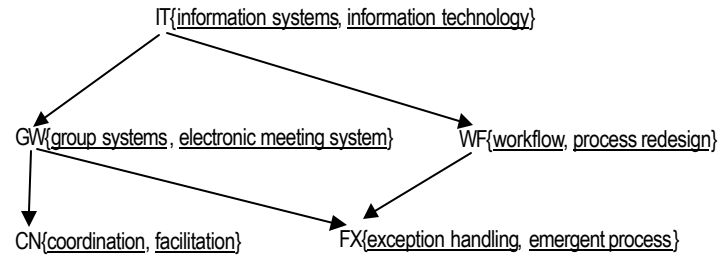 IT{information systems, information technology}
GW{group systems, electronic meeting system}
WF{workflow, process redesign}
CN{coordination, facilitation}
FX{exception handling, emergent process}